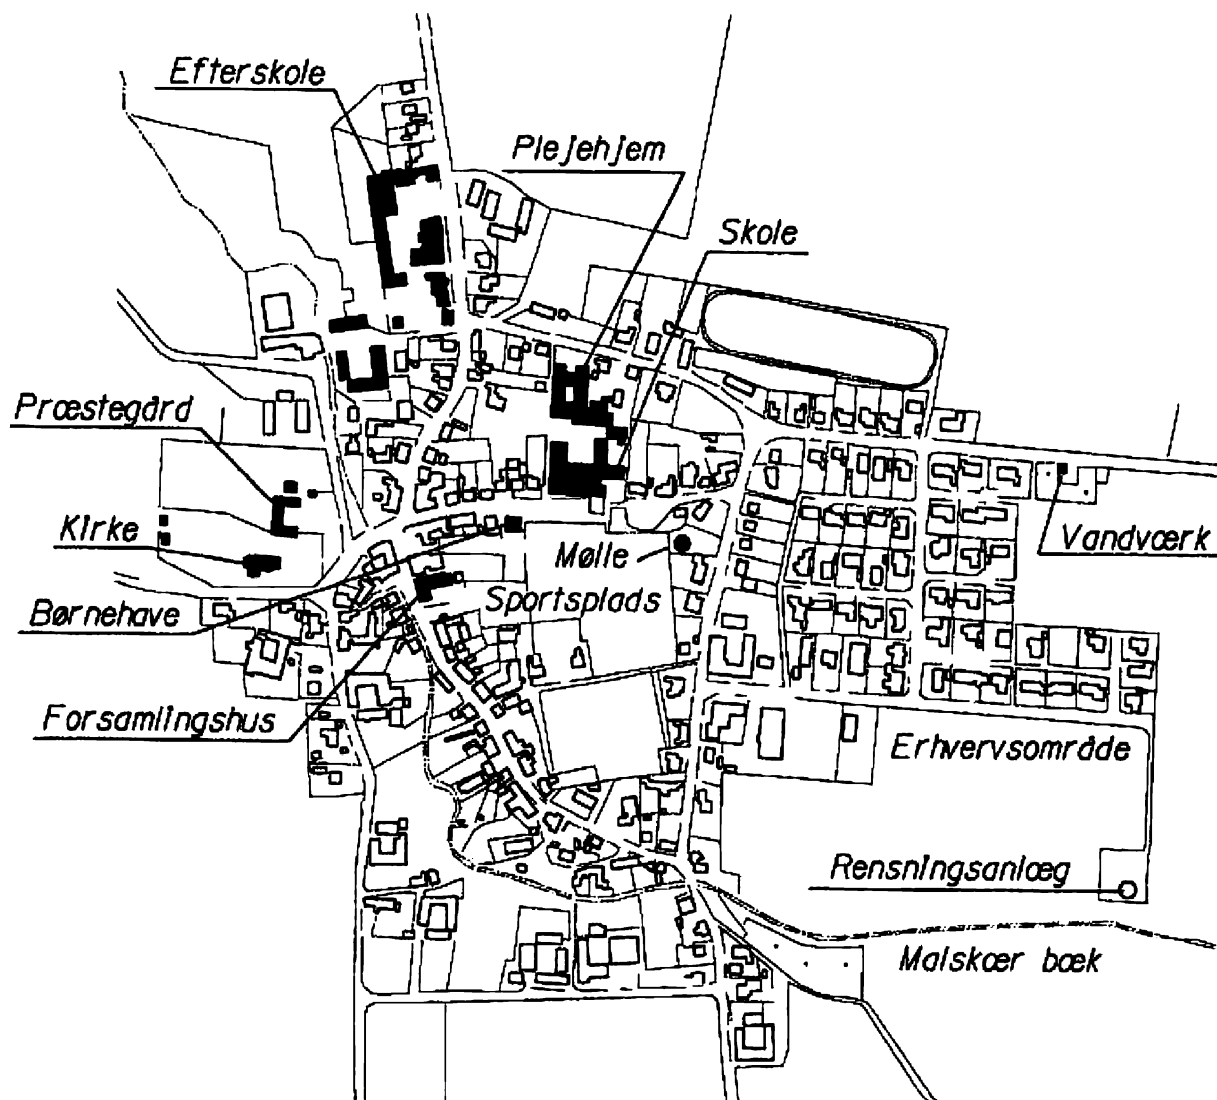 Efterskole
Plejehjem
Skole
Præstegård
Kirke
Vandværk
Mølle
Børnehave
Sportsplads
Forsamlingshus
Erhvervsområde
Rensningsanlæg
Malskær bæk